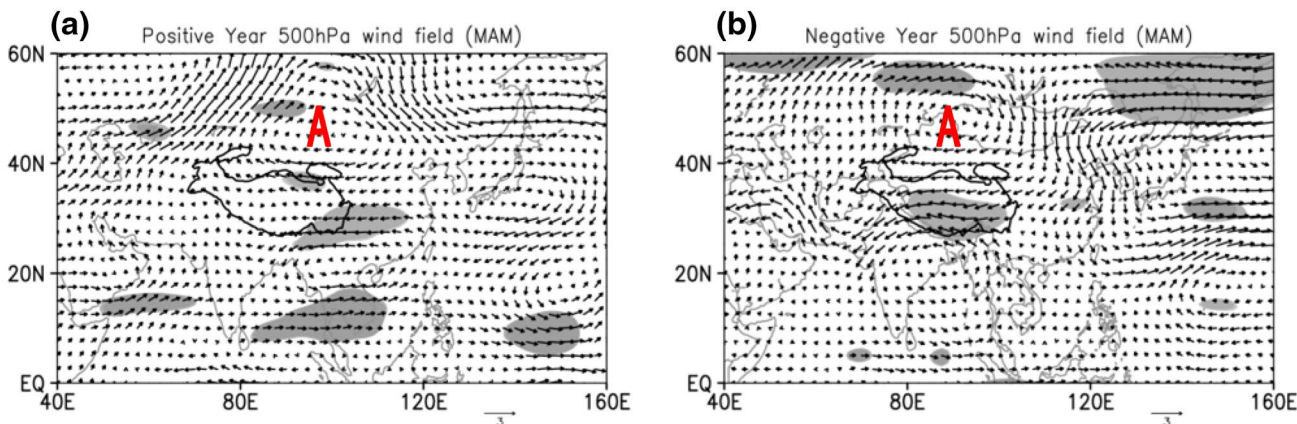 (a)
Positive Year 500hPa wind field (MAM)
60N
40N
20N
EQ
40E
80E
120E
160E
A
3
(b)
Negative Year 500hPa wind field (MAM)
60N
40N
20N
EQ
40E
80E
120E
160E
A
3